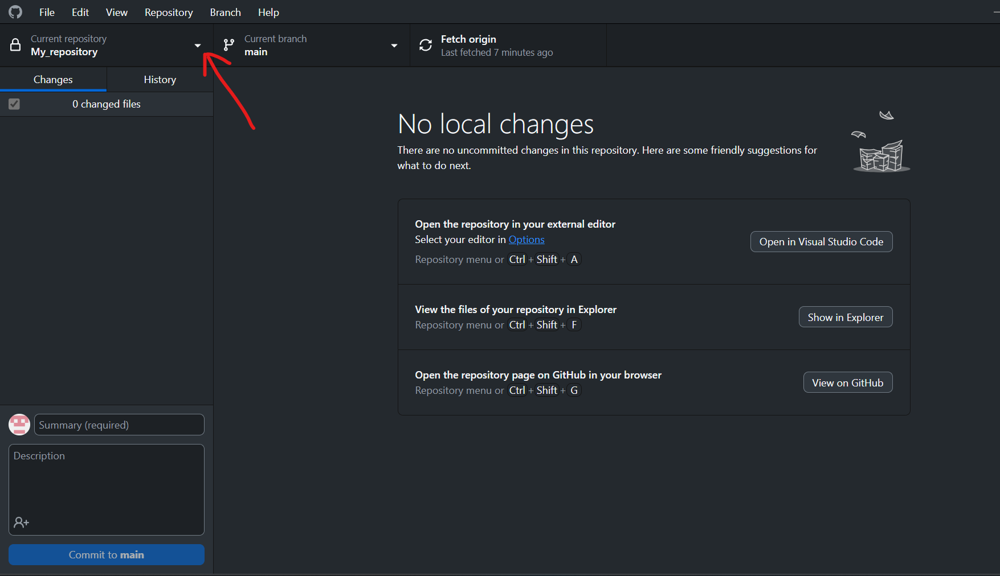 File Edit View Repository Branch Help
Current repository
My_repository
Current branch
main
Fetch origin
Last fetched 7 minutes ago
Changes
History
0 changed files
No local changes
There are no uncommitted changes in this repository. Here are some friendly suggestions for
what to do next.
Open the repository in your external editor
Select your editor in Options
Repository menu or Ctrl + Shift + A
Open in Visual Studio Code
View the files of your repository in Explorer
Repository menu or Ctrl + Shift + F
Show in Explorer
Open the repository page on GitHub in your browser
Repository menu or Ctrl + Shift + G
View on GitHub
Summary (required)
Description
Commit to main